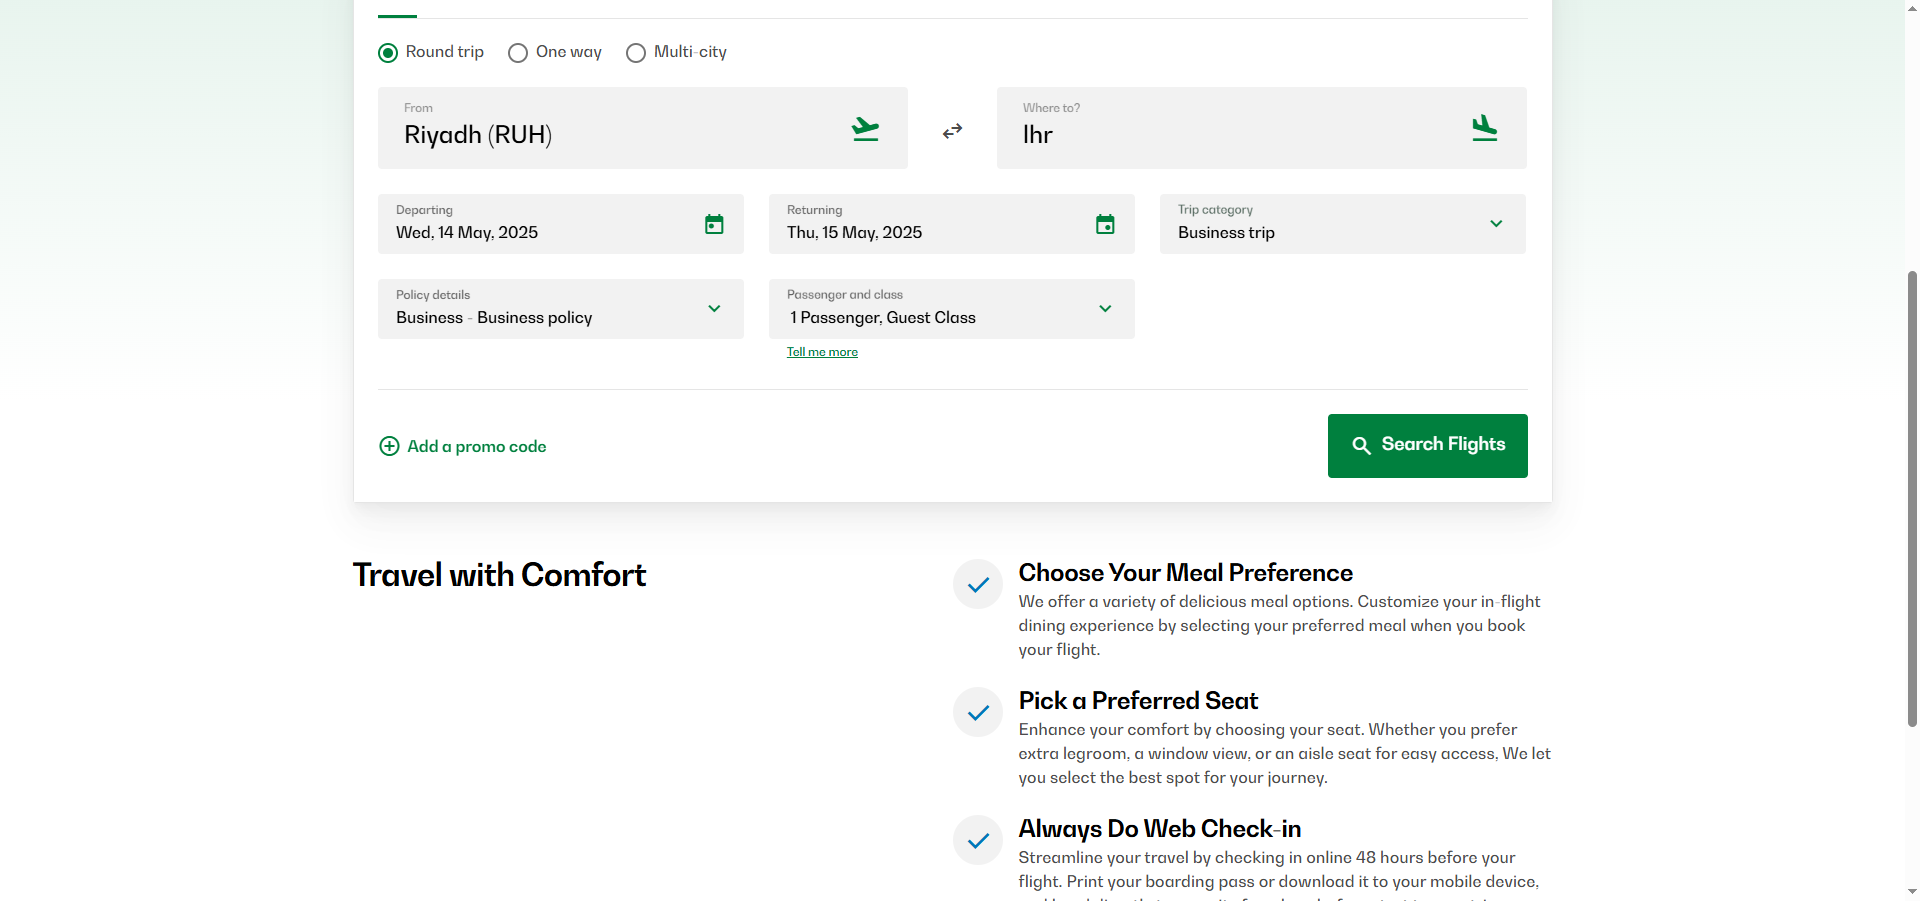 Round trip
One way
Multi-city
From
Riyadh (RUH)
Where to?
lhr
Departing
Wed, 14 May, 2025
Returning
Thu, 15 May, 2025
Trip category
Business trip
Policy details
Business - Business policy
Passenger and class
1 Passenger, Guest Class
Tell me more
Add a promo code
Search Flights
Travel with Comfort
Choose Your Meal Preference
We offer a variety of delicious meal options. Customize your in-flight
dining experience by selecting your preferred meal when you book
your flight.
Pick a Preferred Seat
Enhance your comfort by choosing your seat. Whether you prefer
extra legroom, a window view, or an aisle seat for easy access, We let
you select the best spot for your journey.
Always Do Web Check-in
Streamline your travel by checking in online 48 hours before your
flight. Print your boarding pass or download it to your mobile device,